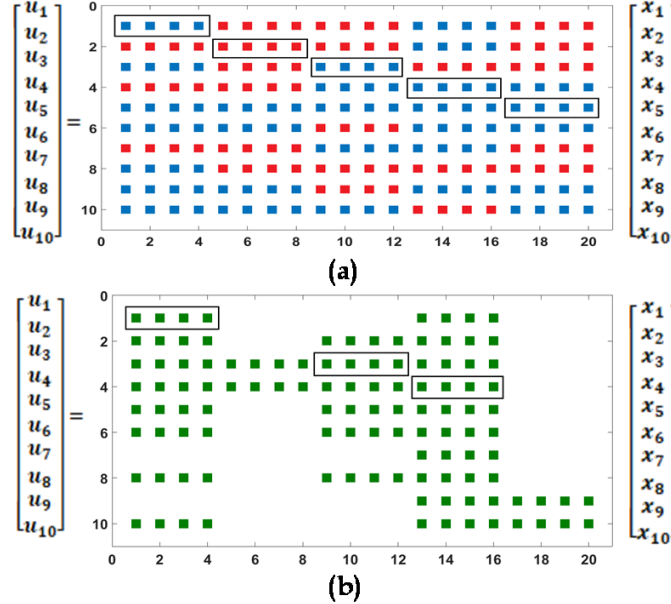 u1 0 x1
u2 2 x2
u3 x3
u4 4 x4
u5 = x5
u6 6 x6
u7 x7
u8 8 x8
u9 x9
u10 10 x10
0 2 4 6 8 10 12 14 16 18 20
(a)
u1 0 x1
u2 2 x2
u3 x3
u4 4 x4
u5 = x5
u6 6 x6
u7 x7
u8 8 x8
u9 x9
u10 10 x10
0 2 4 6 8 10 12 14 16 18 20
(b)